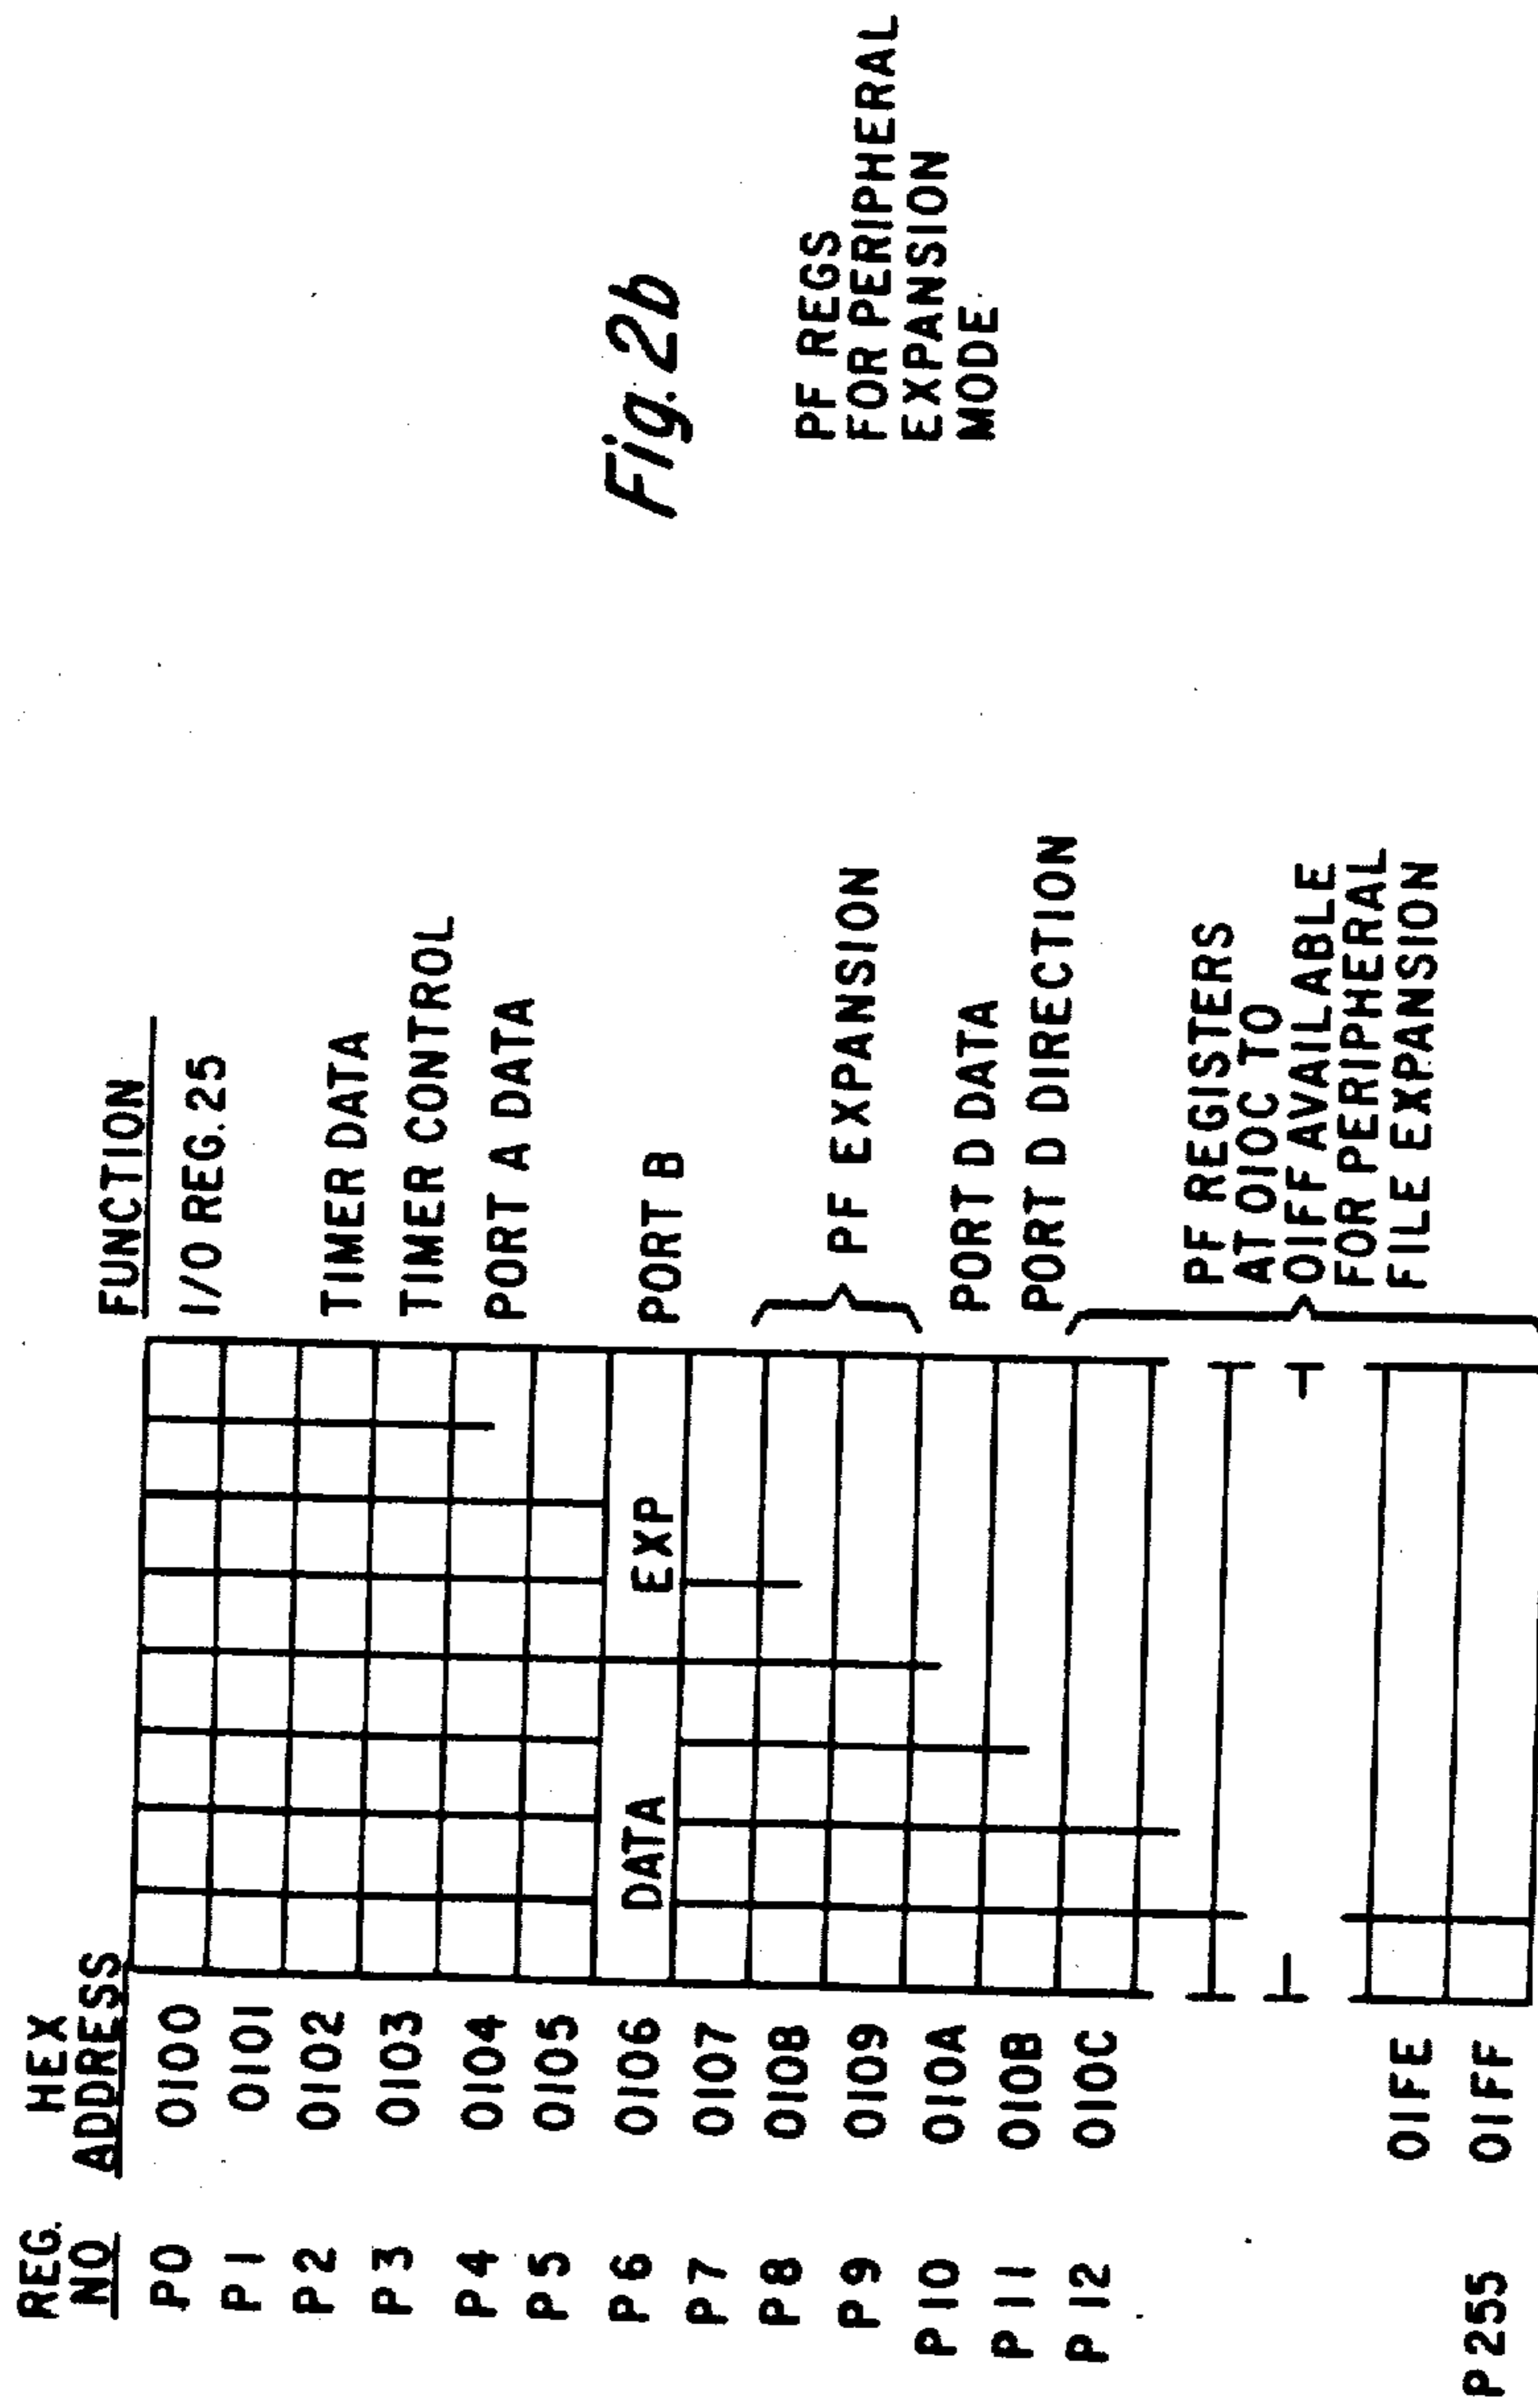 REG. NO
HEX ADDRESS
FUNCTION
P0 0100 I/O REG.25
P1 0101
P2 0102 TIMER DATA
P3 0103 TIMER CONTROL
P4 0104 PORT A DATA
P5 0105
P6 0106 DATA EXP PORT B
P7 0107
P8 0108
P9 0109
PF EXPANSION
P10 010A PORT D DATA
P11 010B PORT D DIRECTION
P12 010C
PF REGISTERS
AT 010C TO
01FF AVAILABLE
FOR PERIPHERAL
FILE EXPANSION
01FE
P255 01FF
Fig. 2b
PF REGS
FOR PERIPHERAL
EXPANSION
MODE